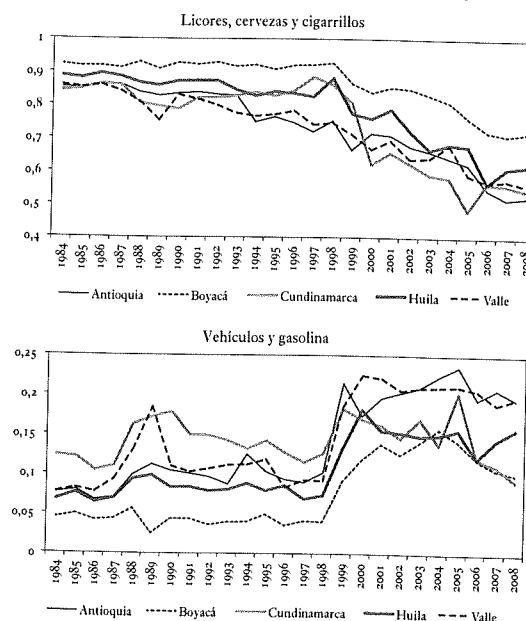 Licores, cervezas y cigarrillos
1
0,9
0,8
0,7
0,6
0,5
0,4
1984 1985 1986 1987 1988 1989 1990 1991 1992 1993 1994 1995 1996 1997 1998 1999 2000 2001 2002 2003 2004 2005 2006 2007 2008
Antioquia Boyacá Cundinamarca Huila Valle
Vehículos y gasolina
0,25
0,2
0,15
0,1
0,05
0
1984 1985 1986 1987 1988 1989 1990 1991 1992 1993 1994 1995 1996 1997 1998 1999 2000 2001 2002 2003 2004 2005 2006 2007 2008
Antioquia Boyacá Cundinamarca Huila Valle